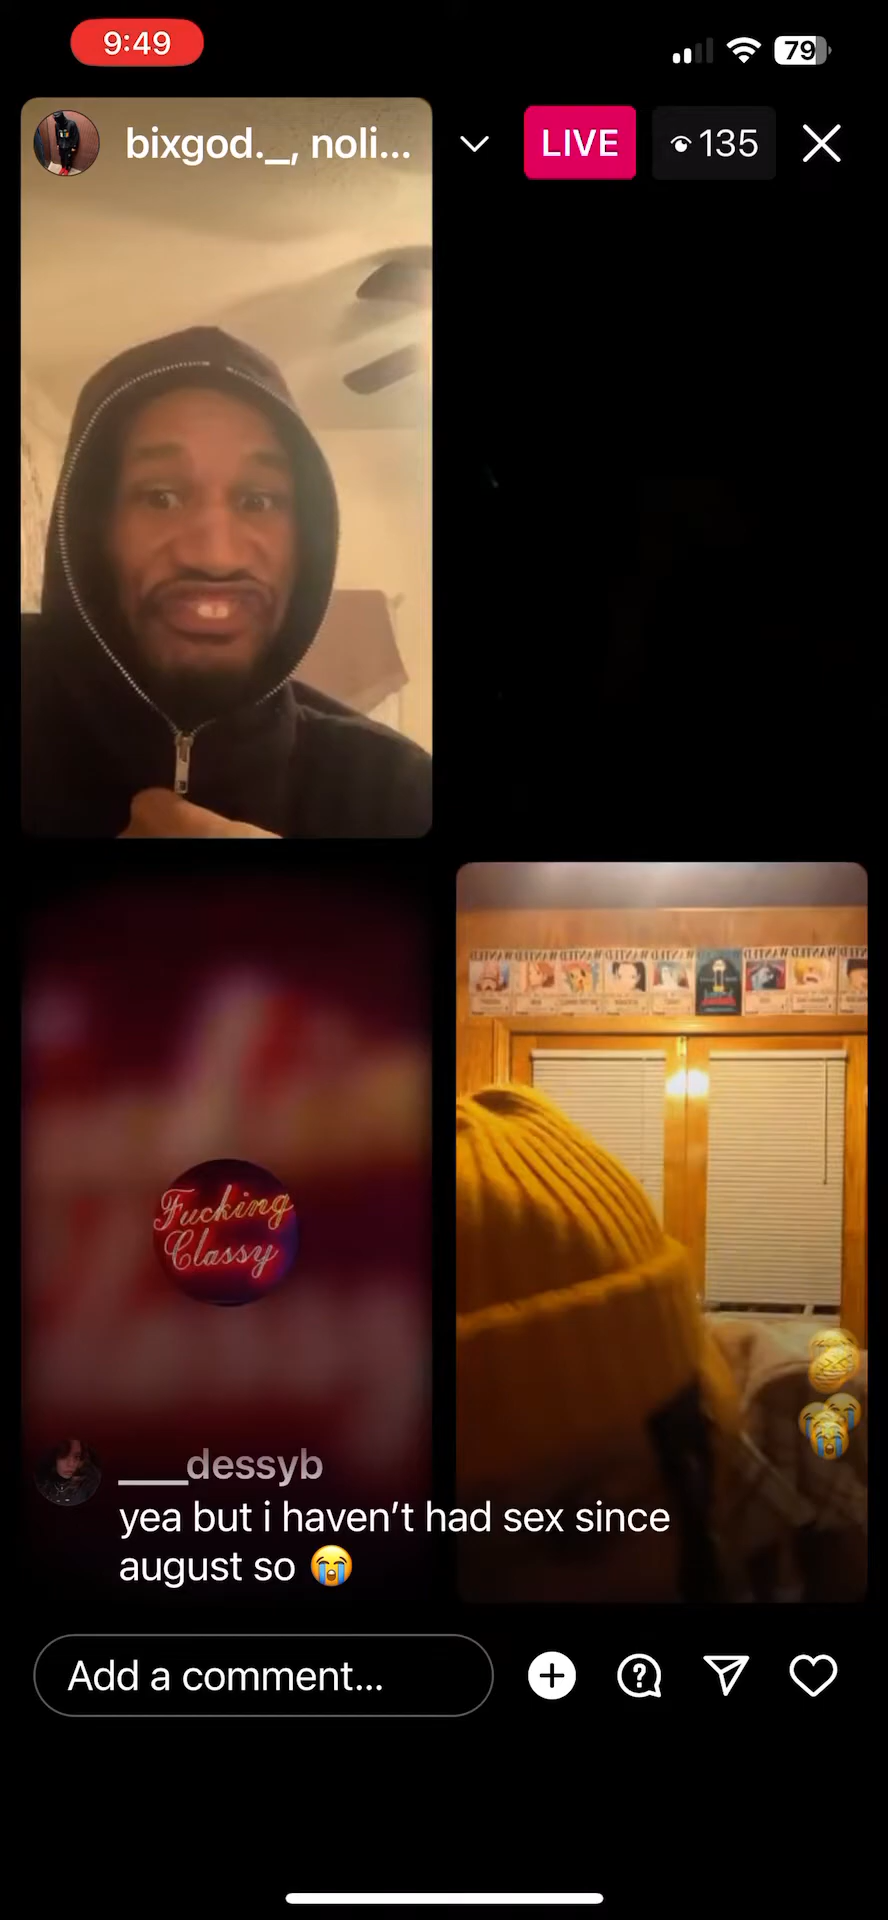 9:49
79
bixgod._, noli...
LIVE
135
Fucking
Classy
___dessyb
yea but i haven’t had sex since
august so 😭
Add a comment...